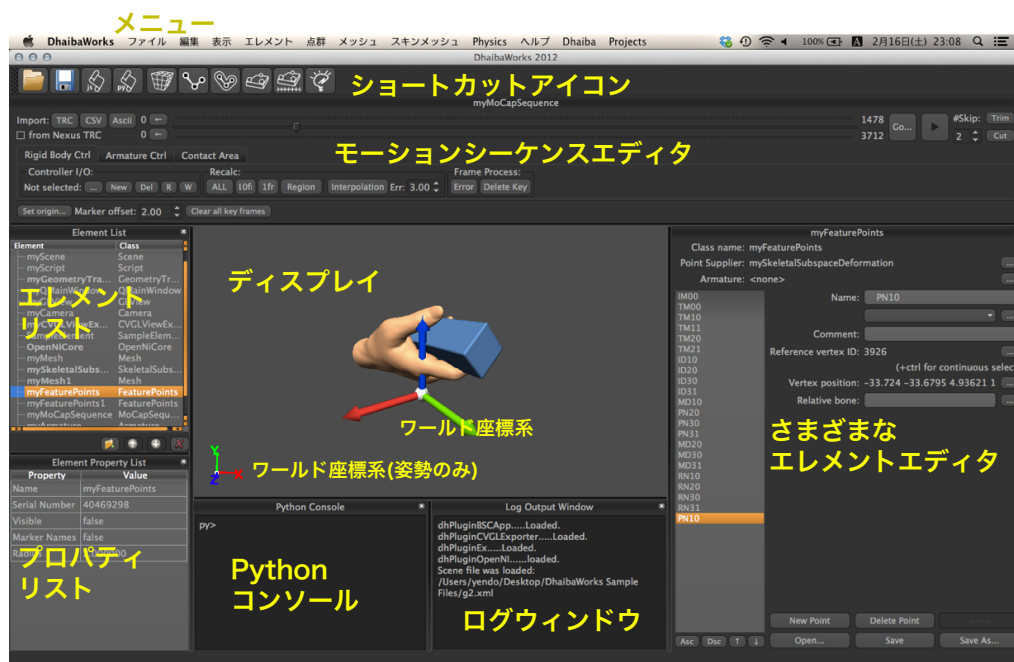 メニュー
DhaibaWorks ファイル 編集 表示 エレメント 点群 メッシュ スキンメッシュ Physics ヘルプ Dhaiba Projects 100% 2月16日(土) 23:08
DhaibaWorks 2012
ショートカットアイコン
myMoCapSequence
Import: TRC CSV Ascii 0 1478 Go... #Skip: Trim
from Nexus TRC 0 3712 2 Cut
モーションシーケンスエディタ
Rigid Body Ctrl Armature Ctrl Contact Area
Controller I/O: Recalc: Frame Process:
Not selected: ... New Del R W ALL 10fi 1fr Region Interpolation Err: 3.00 Error Delete Key
Set origin... Marker offset: 2.00 Clear all key frames
Element List
Element Class
myScene Scene
myScript Script
myGeometryTra... GeometryTr...
MainWindow
myCamera Camera
myCVGLViewEx... CVGLViewEx...
SampleElement SampleElem...
OpenNiCore OpenNiCore
myMesh Mesh
mySkeletalSubs... SkeletalSubs...
myMesh1 Mesh
myFeaturePoints FeaturePoints
myFeaturePoints1 FeaturePoints
myMoCapSequence MoCapSequ...
myArmature Armature
エレメント
リスト
Element Property List
Property Value
Name myFeaturePoints
Serial Number 40469298
Visible false
Marker Names false
プロパティ
リスト
ディスプレイ
ワールド座標系
Y
X
Z
ワールド座標系(姿勢のみ)
Python Console
py>
Python
コンソール
Log Output Window
dhPluginBSCApp.....Loaded.
dhPluginCVGLExporter....Loaded.
dhPluginEx.....Loaded.
dhPluginOpenNI......loaded.
Scene file was loaded:
/Users/yendo/Desktop/DhaibaWorks Sample
Files/g2.xml
ログウィンドウ
myFeaturePoints
Class name: myFeaturePoints
Point Supplier: mySkeletalSubspaceDeformation
Armature: <none>
IM00
TM00
TM10
TM11
TM20
TM21
ID10
ID20
ID30
ID31
MD10
PN20
PN30
PN31
MD20
MD30
MD31
RN10
RN20
RN30
RN31
PN10
Name: PN10
Comment:
Reference vertex ID: 3926
(+ctrl for continuous selec
Vertex position: -33.724 -33.6795 4.93621 1
Relative bone:
さまざまな
エレメントエディタ
New Point Delete Point
Asc Dsc ↑ ↓ Open... Save Save As...